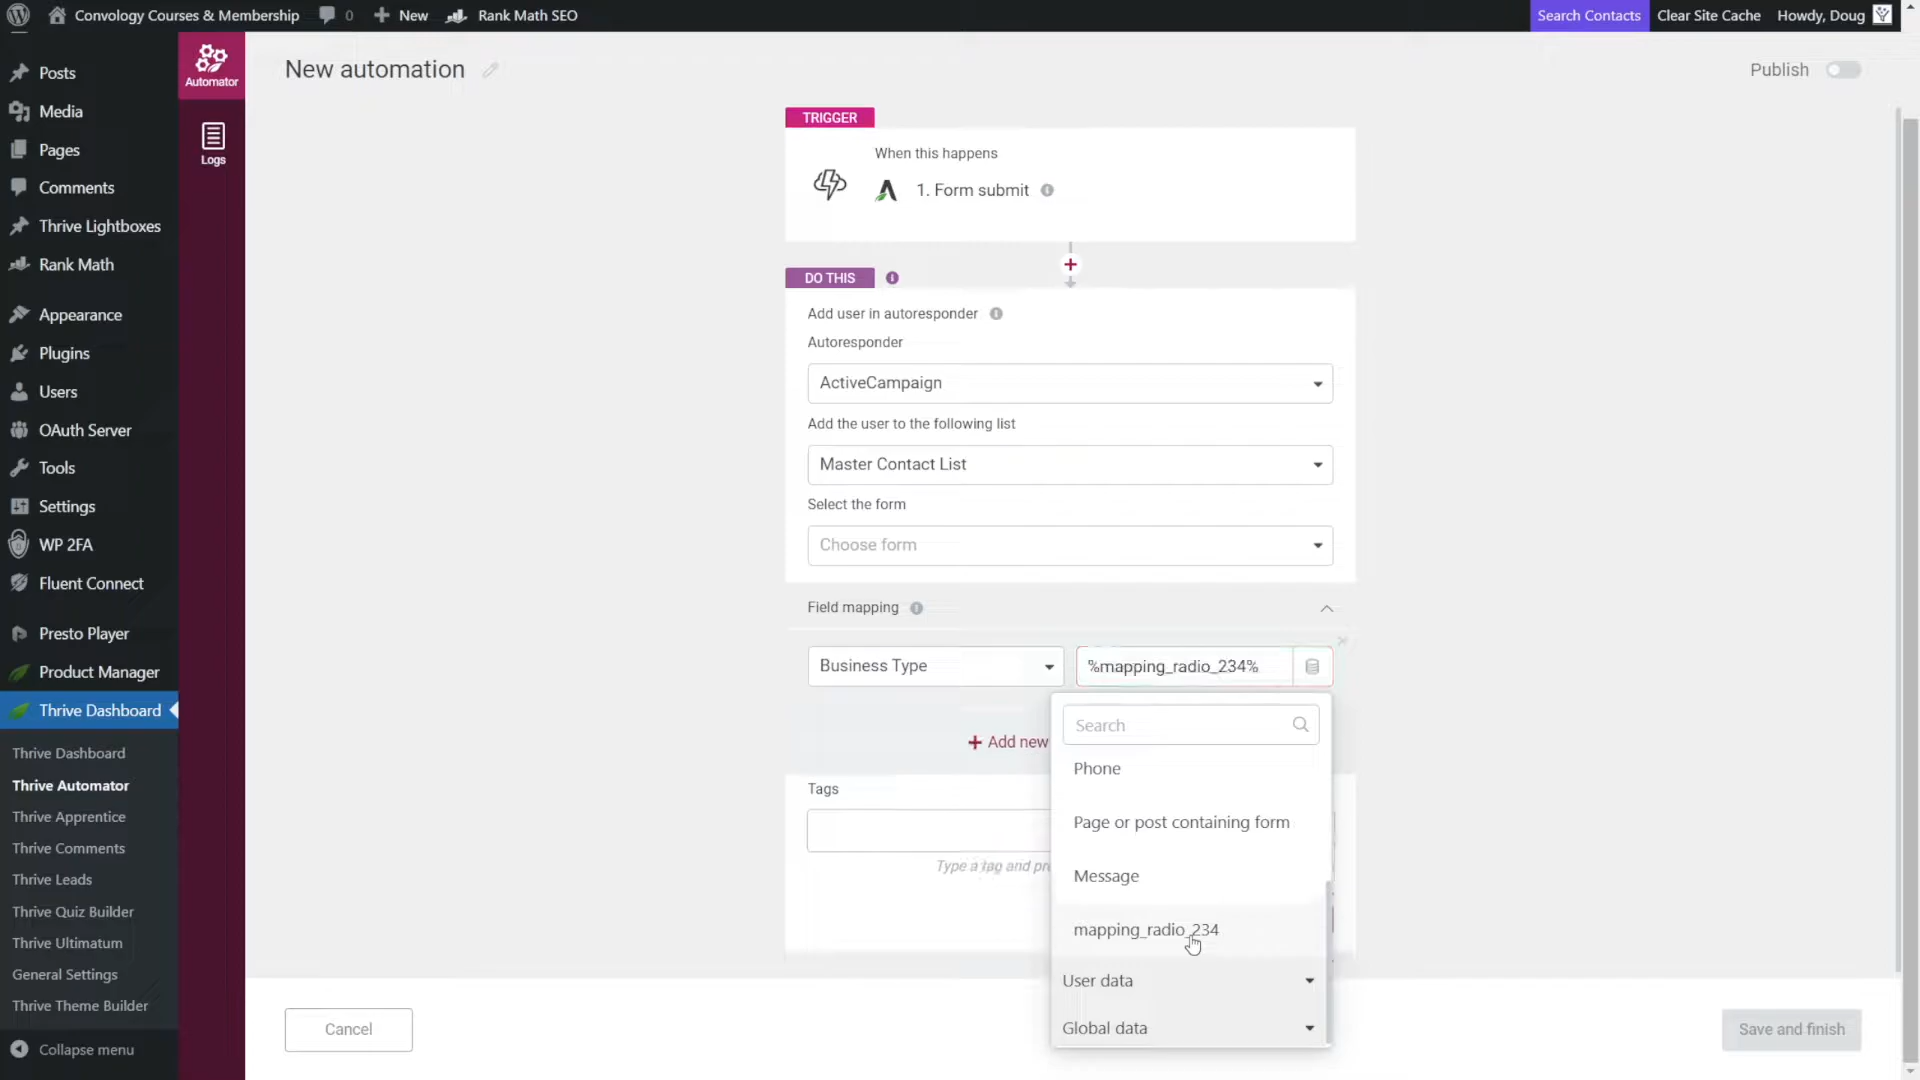 Convology Courses & Membership
0
New
Rank Math SEO
Search Contacts
Clear Site Cache
Howdy, Doug
Posts
Media
Pages
Comments
Thrive Lightboxes
Rank Math
Appearance
Plugins
Users
OAuth Server
Tools
Settings
WP 2FA
Fluent Connect
Presto Player
Product Manager
Thrive Dashboard
Thrive Dashboard
Thrive Automator
Thrive Apprentice
Thrive Comments
Thrive Leads
Thrive Quiz Builder
Thrive Ultimatum
General Settings
Thrive Theme Builder
Collapse menu
Automator
Logs
New automation
Publish
TRIGGER
When this happens
1. Form submit
DO THIS
Add user in autoresponder
Autoresponder
ActiveCampaign
Add the user to the following list
Master Contact List
Select the form
Choose form
Field mapping
Business Type
%mapping_radio_234%
+ Add new
Search
Phone
Page or post containing form
Message
mapping_radio_234
User data
Global data
Tags
Type a tag and
Cancel
Save and finish